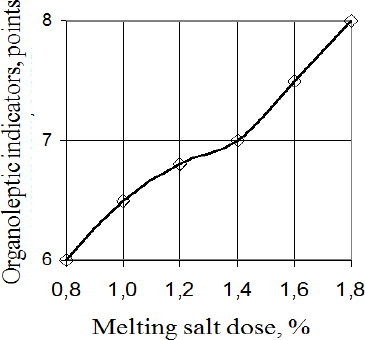 Organoleptic indicators, points
8
7
6
0,8 1,0 1,2 1,4 1,6 1,8
Melting salt dose, %